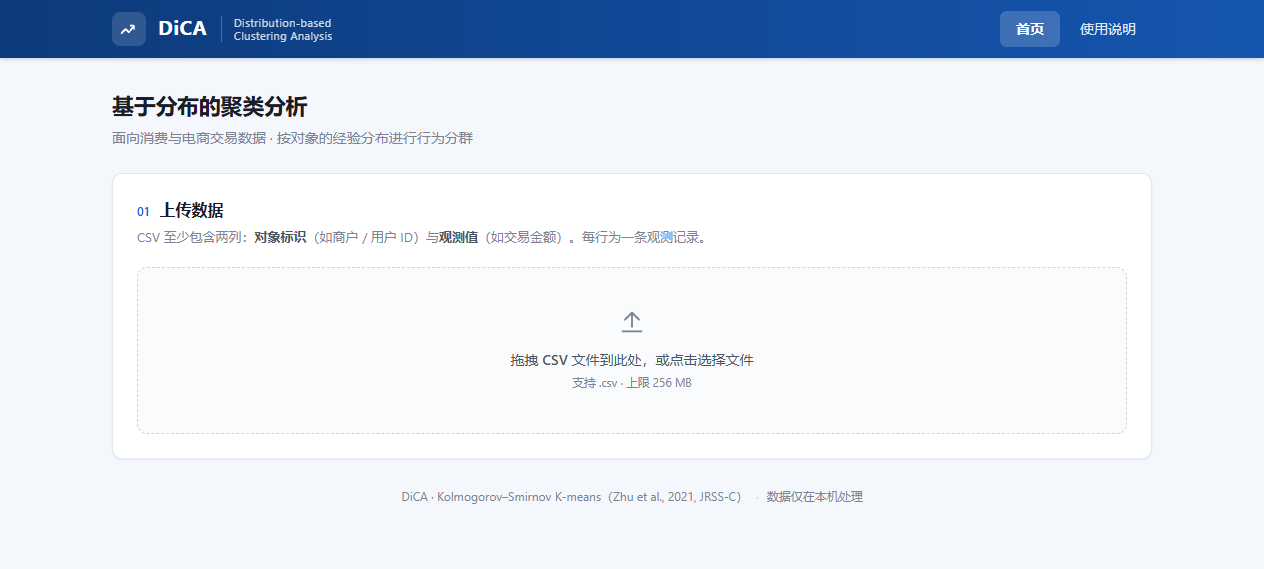 DiCA
Distribution-based
Clustering Analysis
首页
使用说明
基于分布的聚类分析
面向消费与电商交易数据 · 按对象的经验分布进行行为分群
01 上传数据
CSV 至少包含两列：对象标识（如商户 / 用户 ID）与观测值（如交易金额）。每行为一条观测记录。
拖拽 CSV 文件到此处，或点击选择文件
支持 .csv · 上限 256 MB
DiCA · Kolmogorov–Smirnov K-means（Zhu et al., 2021, JRSS-C） · 数据仅在本机处理